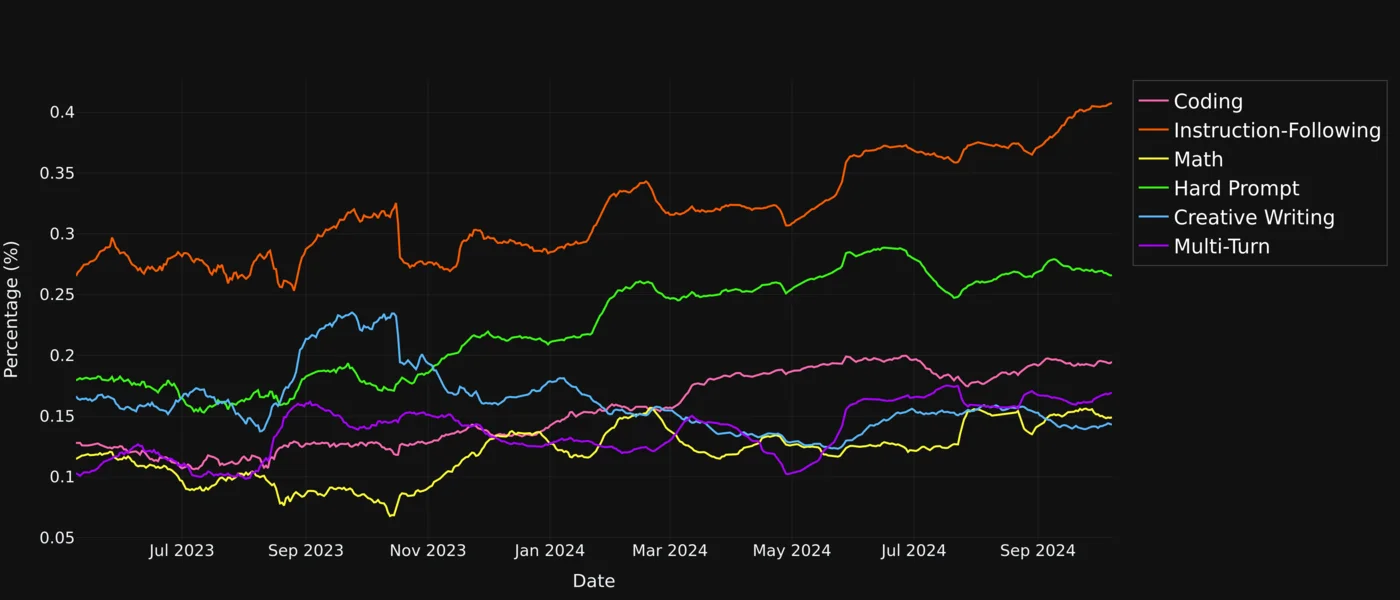 0.4
0.35
0.3
0.25
0.2
0.15
0.1
0.05
Percentage (%)
Jul 2023 Sep 2023 Nov 2023 Jan 2024 Mar 2024 May 2024 Jul 2024 Sep 2024
Date
Coding
Instruction-Following
Math
Hard Prompt
Creative Writing
Multi-Turn